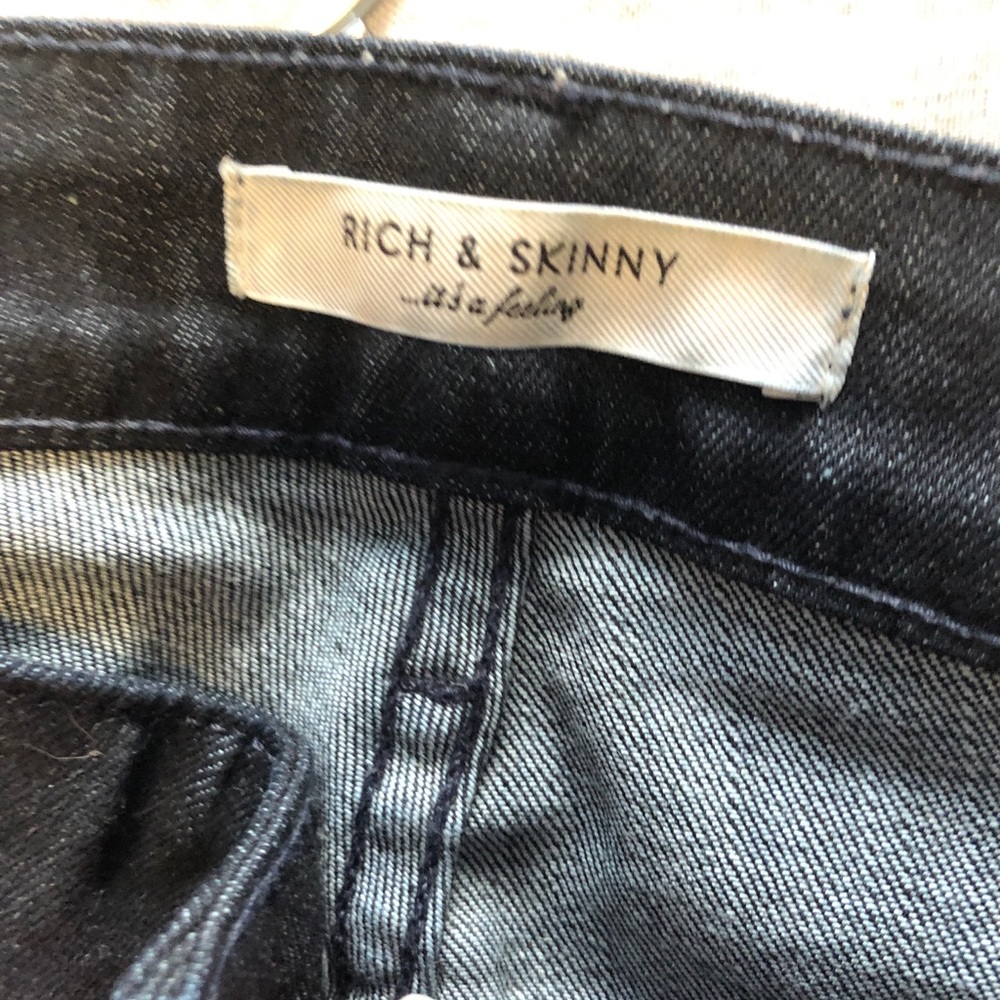 RICH & SKINNY
...it's a feeling